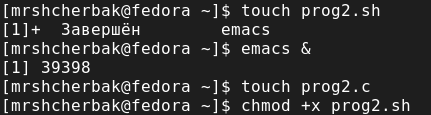 [mrshcherbak@fedora ~]$ touch prog2.sh
[1]+  Завершён        emacs
[mrshcherbak@fedora ~]$ emacs &
[1] 39398
[mrshcherbak@fedora ~]$ touch prog2.c
[mrshcherbak@fedora ~]$ chmod +x prog2.sh